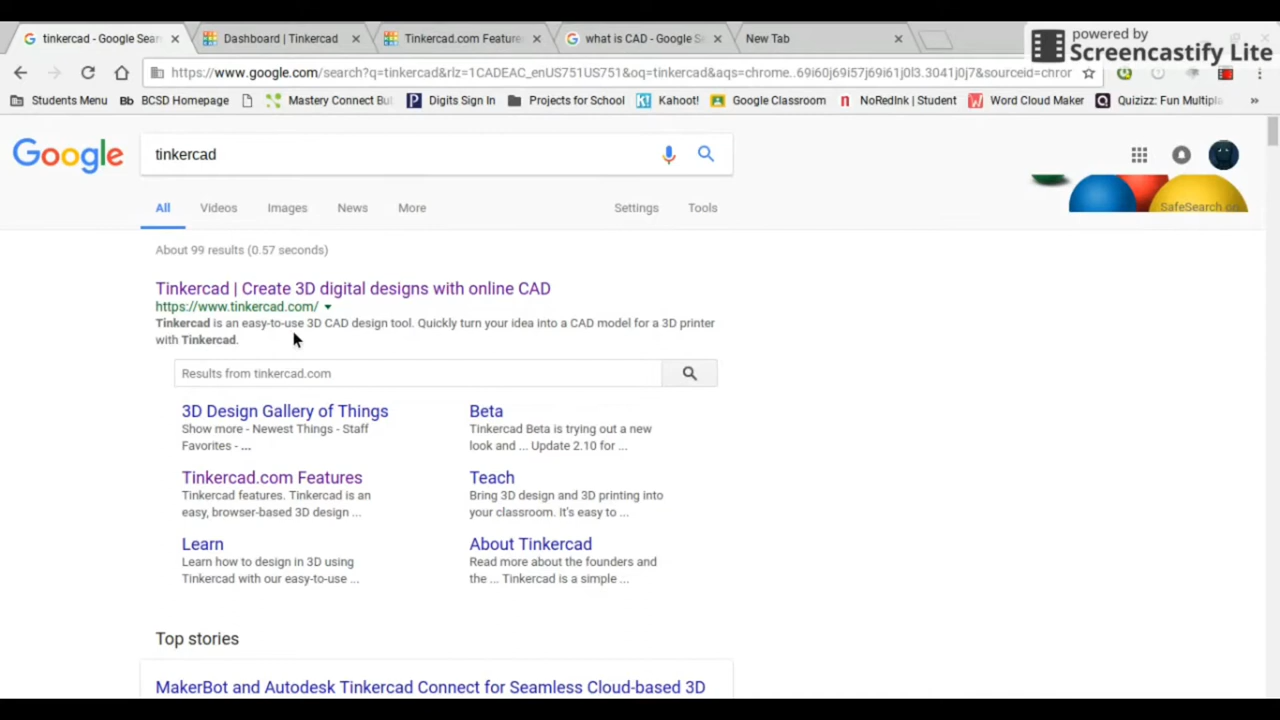 tinkercad - Google Sear
Dashboard | Tinkercad
Tinkercad.com Feature
what is CAD - Google Se
New Tab
powered by
Screencastify Lite
https://www.google.com/search?q=tinkercad&rlz=1CADEAC_enUS751US751&oq=tinkercad&aqs=chrome..69i60j69i57j69i61j0l3.3041j0j7&sourceid=chror
Students Menu
Bb BCSD Homepage
Mastery Connect Bu
Digits Sign In
Projects for School
K! Kahoot!
Google Classroom
n NoRedInk | Student
Word Cloud Maker
Quizizz: Fun Multipla
»
Google
tinkercad
All
Videos
Images
News
More
Settings
Tools
SafeSearch on
About 99 results (0.57 seconds)
Tinkercad | Create 3D digital designs with online CAD
https://www.tinkercad.com/
Tinkercad is an easy-to-use 3D CAD design tool. Quickly turn your idea into a CAD model for a 3D printer
with Tinkercad.
Results from tinkercad.com
3D Design Gallery of Things
Show more - Newest Things - Staff
Favorites - ...
Beta
Tinkercad Beta is trying out a new
look and ... Update 2.10 for ...
Tinkercad.com Features
Tinkercad features. Tinkercad is an
easy, browser-based 3D design ...
Teach
Bring 3D design and 3D printing into
your classroom. It's easy to ...
Learn
Learn how to design in 3D using
Tinkercad with our easy-to-use ...
About Tinkercad
Read more about the founders and
the ... Tinkercad is a simple ...
Top stories
MakerBot and Autodesk Tinkercad Connect for Seamless Cloud-based 3D